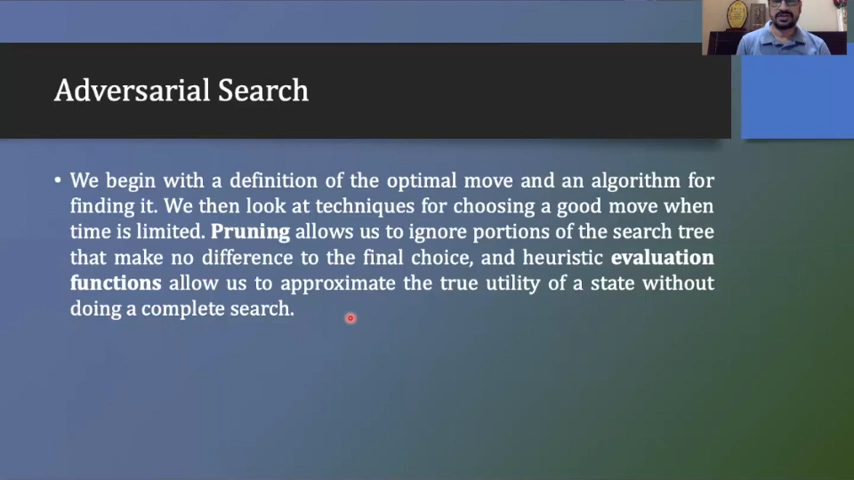 Adversarial Search
• We begin with a definition of the optimal move and an algorithm for
finding it. We then look at techniques for choosing a good move when
time is limited. Pruning allows us to ignore portions of the search tree
that make no difference to the final choice, and heuristic evaluation
functions allow us to approximate the true utility of a state without
doing a complete search.